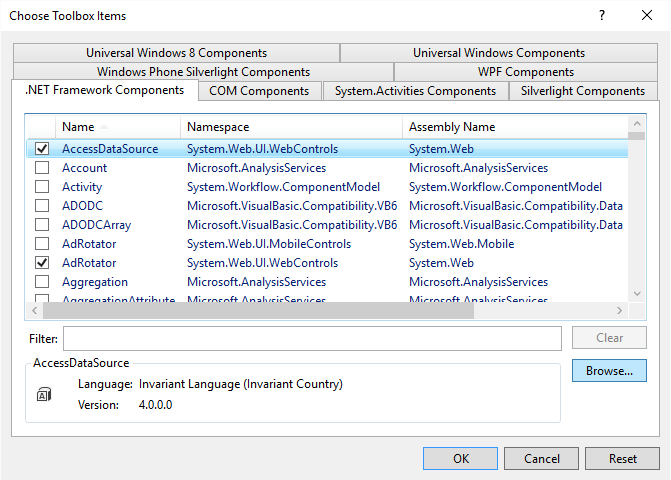 Choose Toolbox Items
Universal Windows 8 Components Universal Windows Components
Windows Phone Silverlight Components WPF Components
.NET Framework Components COM Components System.Activities Components Silverlight Components
Name Namespace Assembly Name
AccessDataSource System.Web.UI.WebControls System.Web
Account Microsoft.AnalysisServices Microsoft.AnalysisServices
Activity System.Workflow.ComponentModel System.Workflow.ComponentModel
ADODC Microsoft.VisualBasic.Compatibility.VB6 Microsoft.VisualBasic.Compatibility.Data
ADODCArray Microsoft.VisualBasic.Compatibility.VB6 Microsoft.VisualBasic.Compatibility.Data
AdRotator System.Web.UI.MobileControls System.Web.Mobile
AdRotator System.Web.UI.WebControls System.Web
Aggregation Microsoft.AnalysisServices Microsoft.AnalysisServices
AggregationAttribute Microsoft.AnalysisServices Microsoft.AnalysisServices
Filter: Clear
AccessDataSource Browse...
Language: Invariant Language (Invariant Country)
Version: 4.0.0.0
OK Cancel Reset